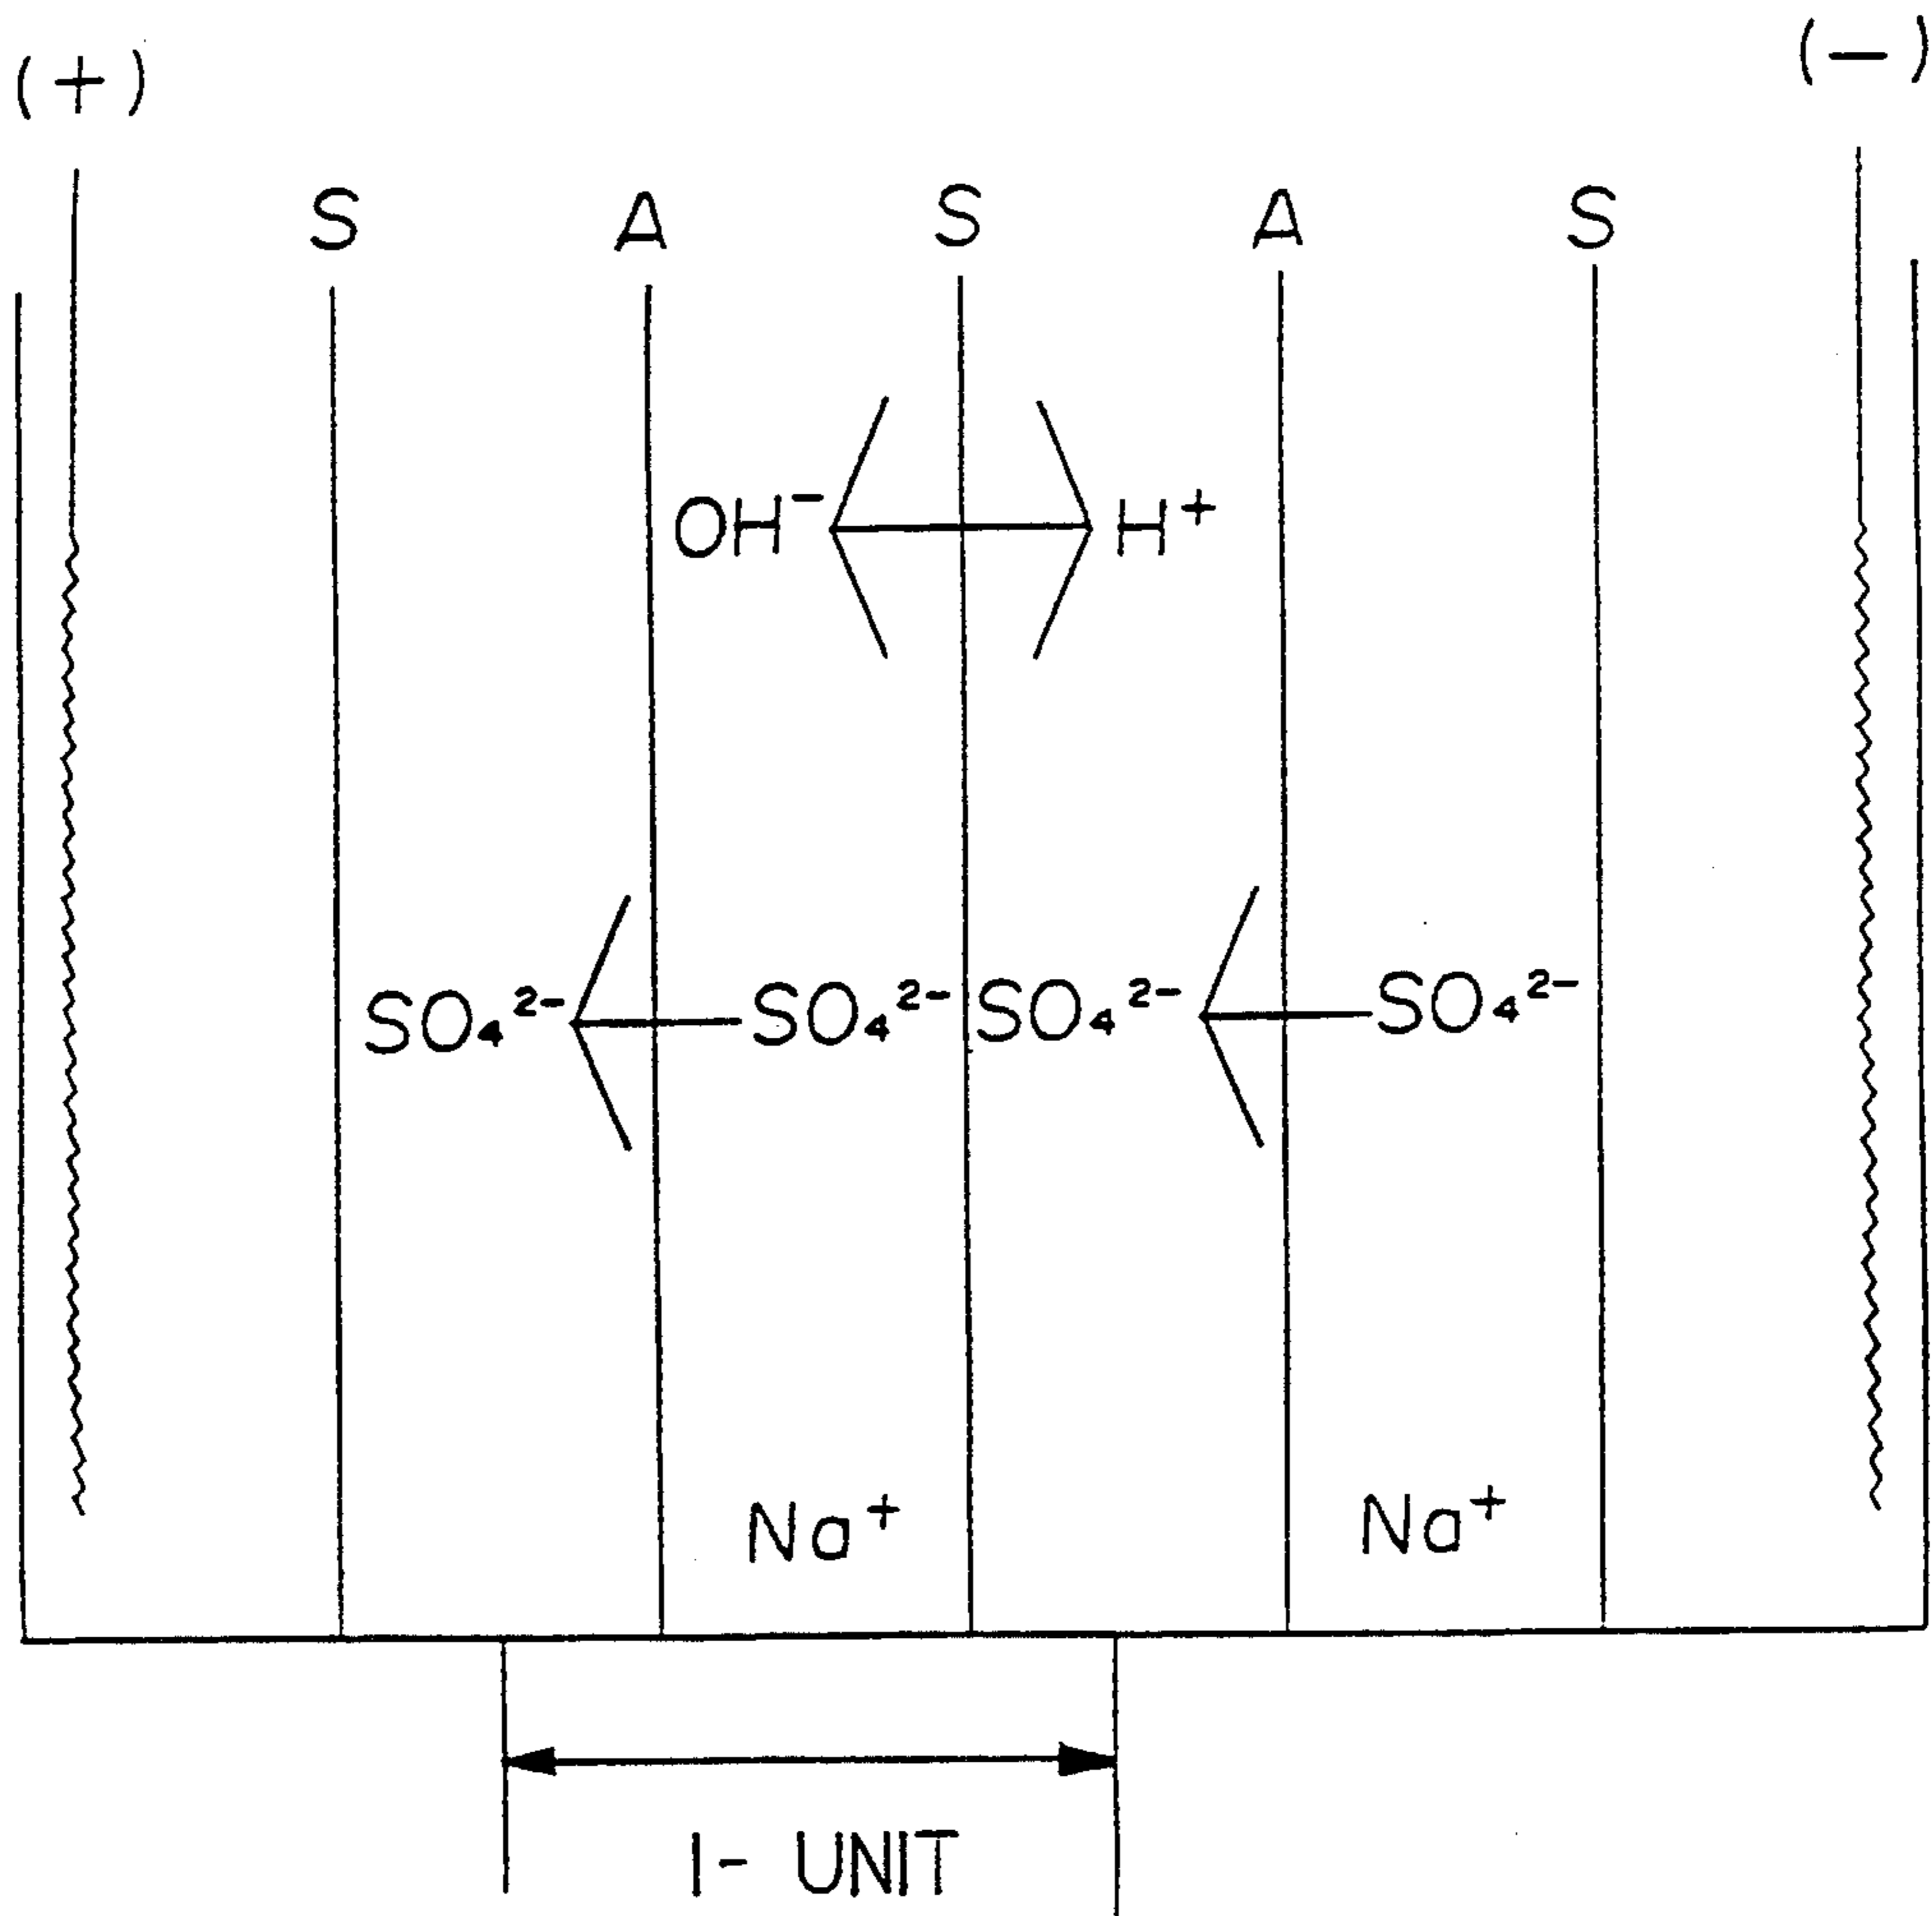 (+) (−)
S A S A S
OH⁻ H⁺
SO₄²⁻ SO₄²⁻ SO₄²⁻ SO₄²⁻
Na⁺ Na⁺
1- UNIT